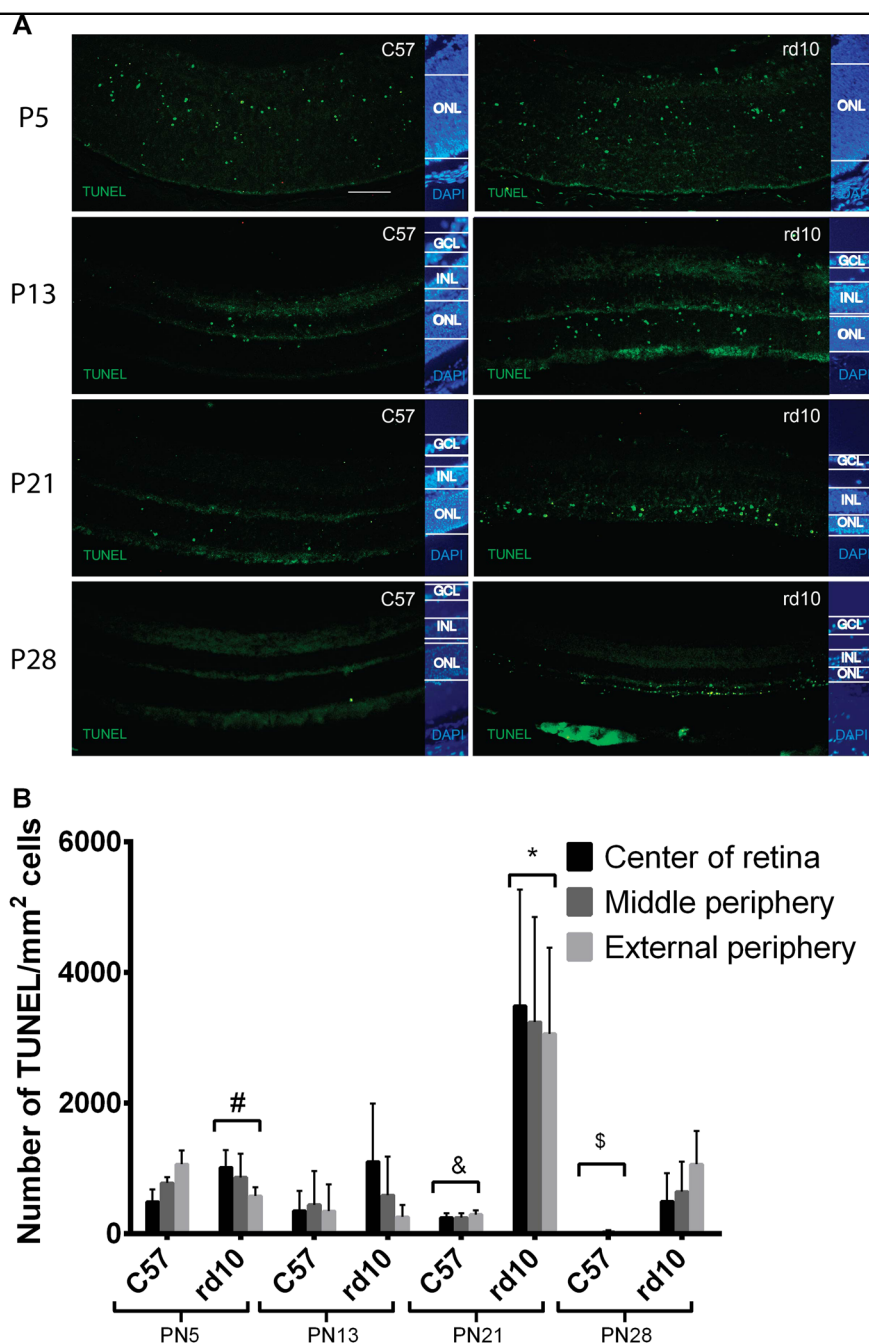 A
P5
C57
ONL
TUNEL
DAPI
rd10
ONL
TUNEL
DAPI
P13
C57
GCL
INL
ONL
TUNEL
DAPI
rd10
GCL
INL
ONL
TUNEL
DAPI
P21
C57
GCL
INL
ONL
TUNEL
DAPI
rd10
GCL
INL
ONL
TUNEL
DAPI
P28
C57
GCL
INL
ONL
TUNEL
DAPI
rd10
GCL
INL
ONL
TUNEL
DAPI
B
Number of TUNEL/mm² cells
6000
4000
2000
0
Center of retina
Middle periphery
External periphery
#
&
*
$
C57
rd10
C57
rd10
C57
rd10
C57
rd10
PN5
PN13
PN21
PN28